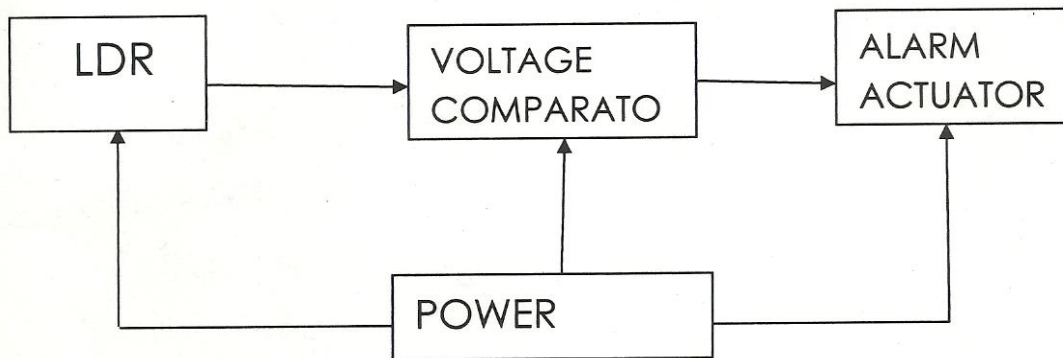 LDR
VOLTAGE
COMPARATO
ALARM
ACTUATOR
POWER